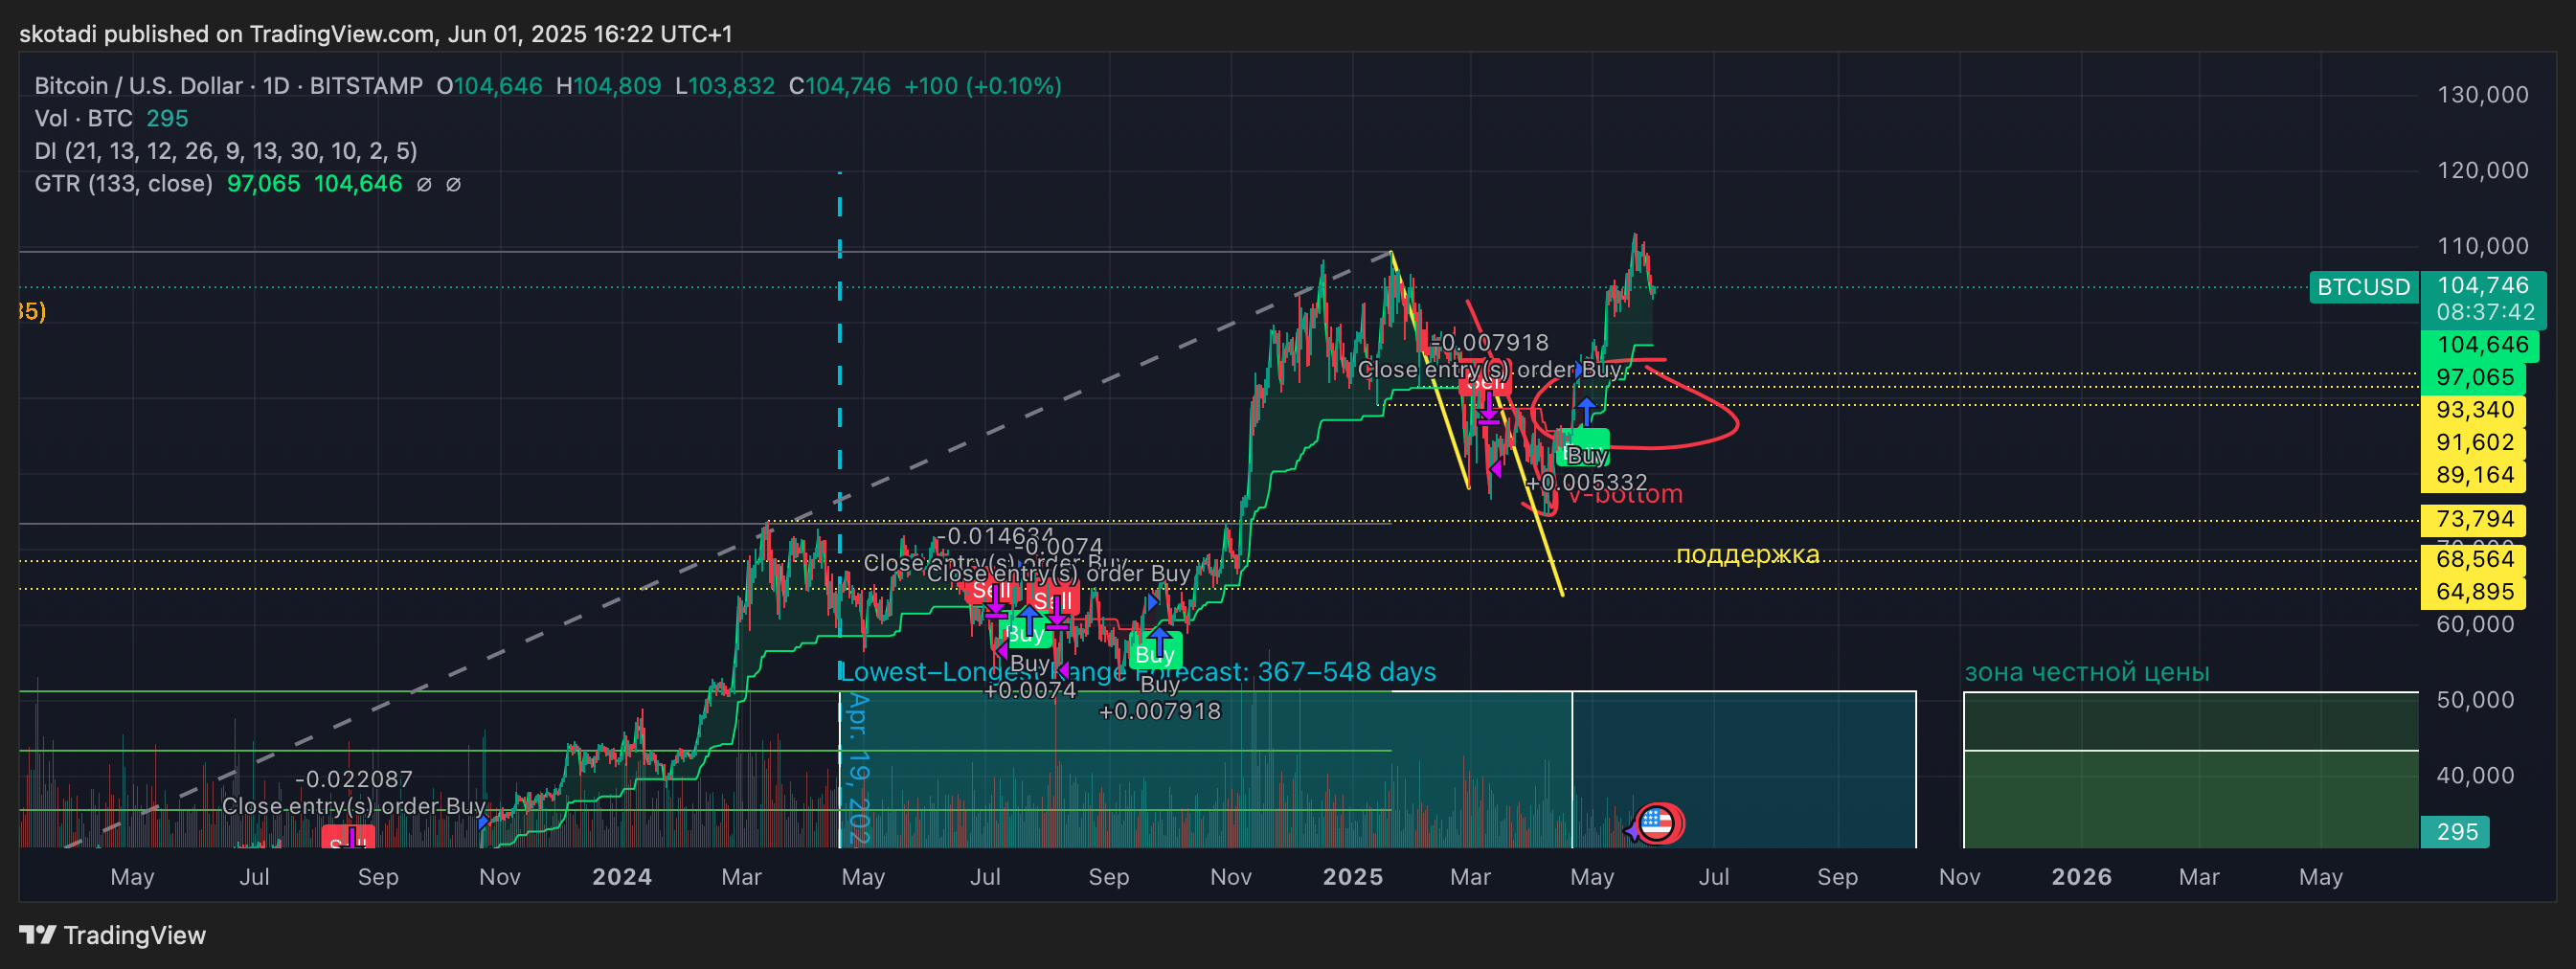 skotadi published on TradingView.com, Jun 01, 2025 16:22 UTC+1
Bitcoin / U.S. Dollar · 1D · BITSTAMP O104,646 H104,809 L103,832 C104,746 +100 (+0.10%)
Vol · BTC 295
DI (21, 13, 12, 26, 9, 13, 30, 10, 2, 5)
GTR (133, close) 97,065 104,646 ∅ ∅
130,000
120,000
110,000
BTCUSD 104,746
08:37:42
35)
104,646
97,065
93,340
91,602
89,164
73,794
68,564
64,895
60,000
50,000
40,000
295
-0.007918
Close entry(s) order Buy
Sell
Buy
Buy
+0.005332
V-bottom
поддержка
-0.014634
-0.0074
Close entry(s) order Buy
Close entry(s) order Buy
Sell
Sell
Buy
Buy
+0.0074
Buy
Buy
+0.007918
Lowest–Longest Range Forecast: 367–548 days
Apr. 19, 202
зона честной цены
-0.022087
Close entry(s) order Buy
Sell
May Jul Sep Nov 2024 Mar May Jul Sep Nov 2025 Mar May Jul Sep Nov 2026 Mar May
TradingView